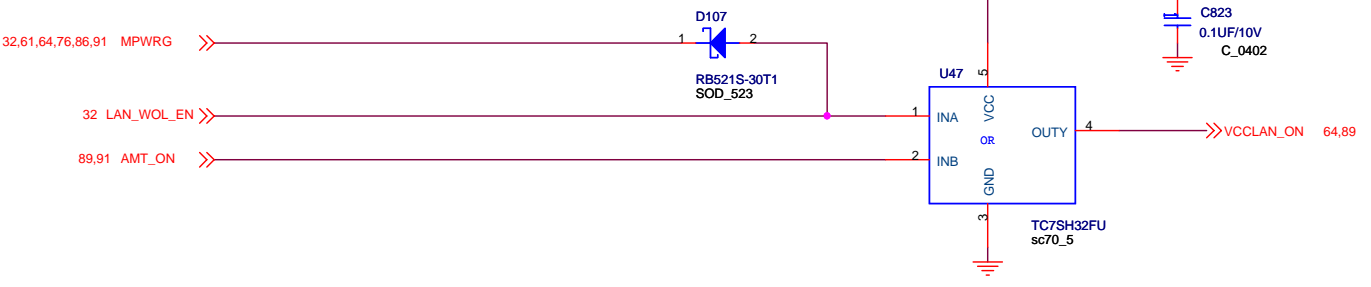 D107
C823
32,61,64,76,86,91 MPWRG
1
2
0.1UF/10V
C_0402
RB521S-30T1
SOD_523
U47
5
32 LAN_WOL_EN
1
INA
VCC
OUTY
4
VCCLAN_ON 64,89
OR
89,91 AMT_ON
2
INB
GND
3
TC7SH32FU
sc70_5